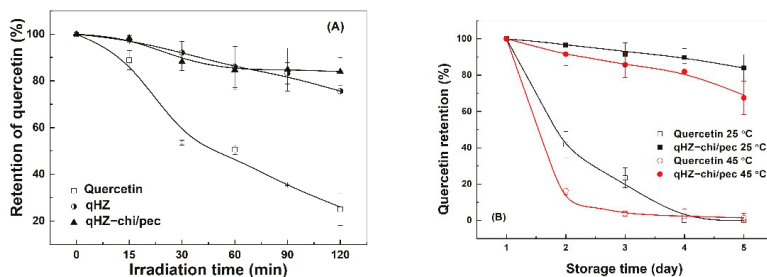 (A)
Retention of quercetin (%)
100
80
60
40
20
Quercetin
qHZ
qHZ−chi/pec
0 15 30 60 90 120
Irradiation time (min)
Quercetin retention (%)
100
80
60
40
20
0
Quercetin 25 °C
qHZ−chi/pec 25 °C
Quercetin 45 °C
qHZ−chi/pec 45 °C
(B)
1 2 3 4 5
Storage time (day)